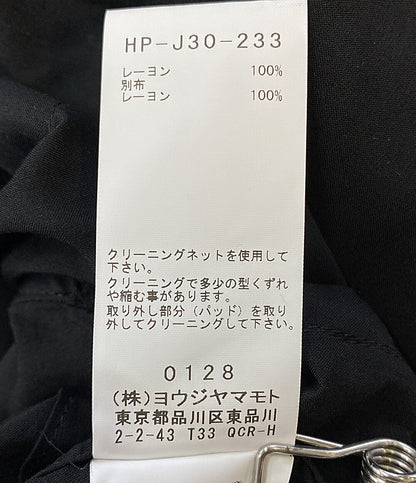 HP-J30-233
レーヨン 100%
別布
レーヨン 100%
クリーニングネットを使用して
下さい。
クリーニングで多少の型くずれ
や縮む事があります。
取り外し部分（パッド）を取り
外してクリーニングして下さい。
0128
(株)ヨウジヤマモト
東京都品川区東品川
2-2-43 T33 QCR-H